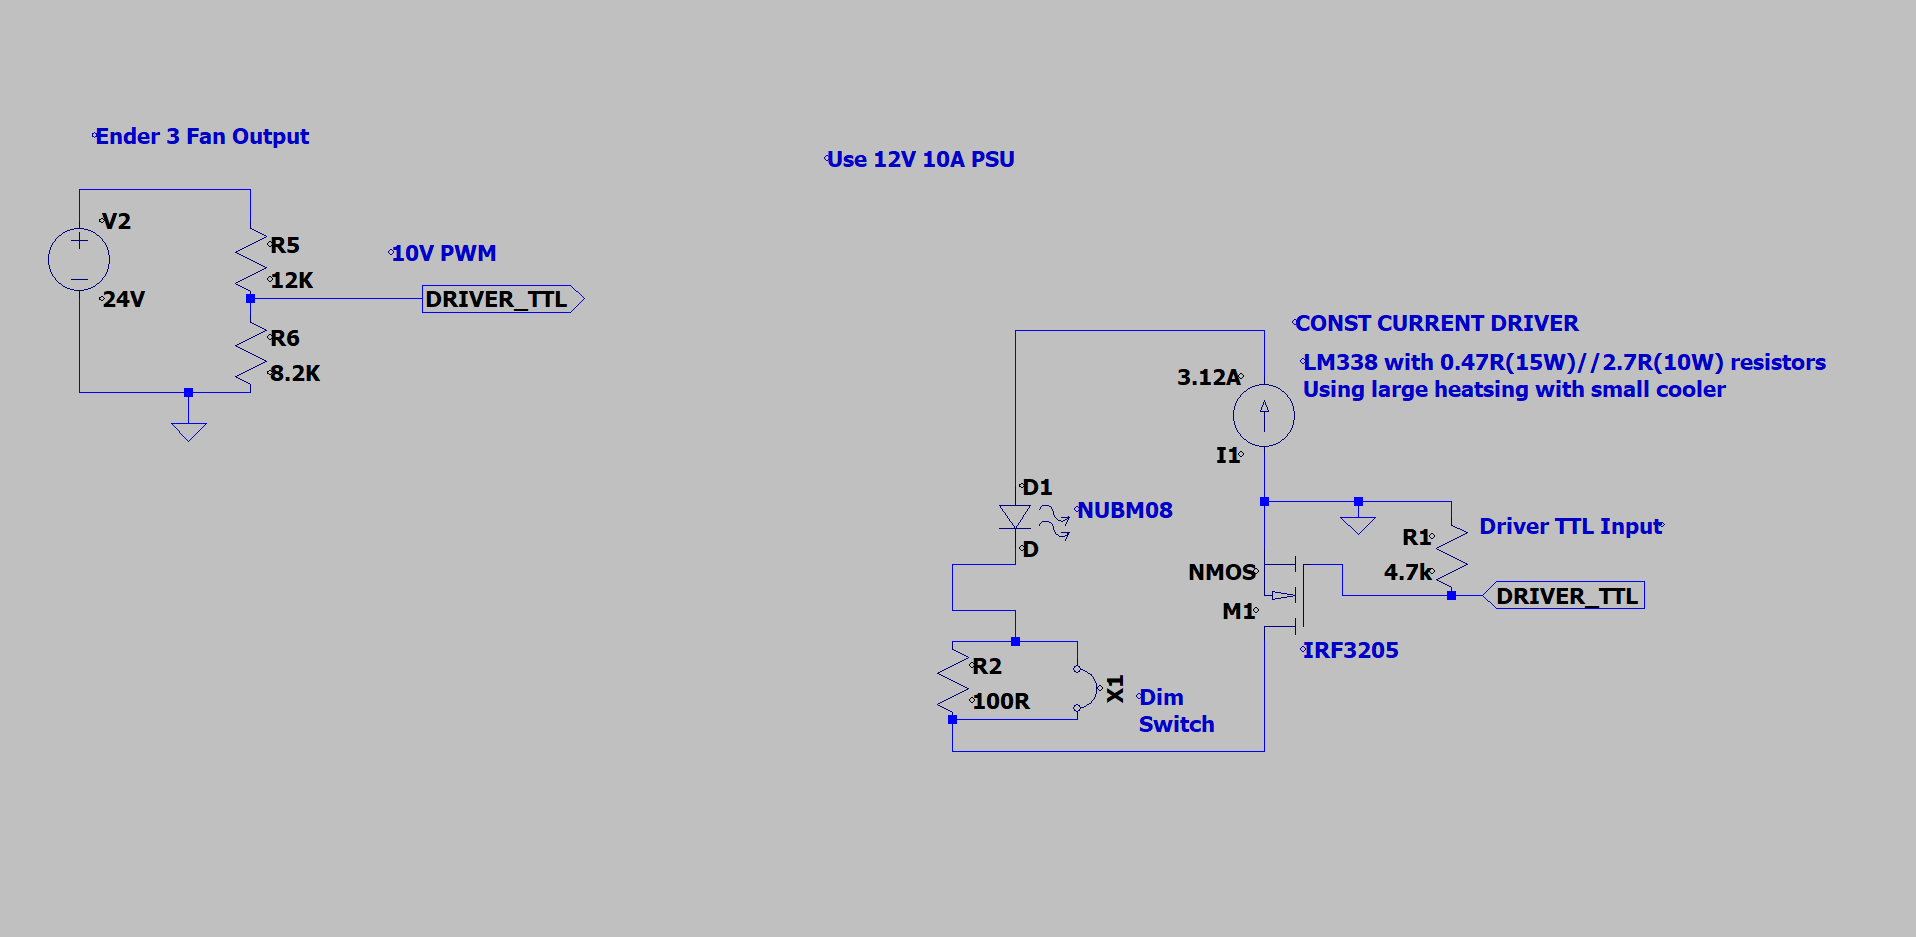 Ender 3 Fan Output
Use 12V 10A PSU
V2
24V
R5
12K
10V PWM
DRIVER_TTL
R6
8.2K
CONST CURRENT DRIVER
LM338 with 0.47R(15W)//2.7R(10W) resistors
Using large heatsing with small cooler
3.12A
I1
D1
NUBM08
D
Driver TTL Input
R1
4.7k
NMOS
M1
DRIVER_TTL
IRF3205
R2
100R
X1
Dim
Switch